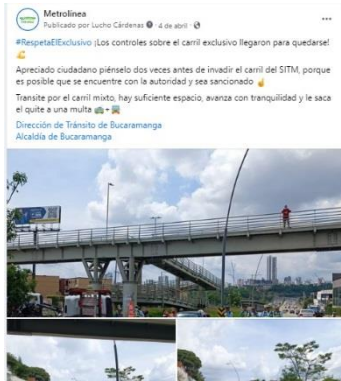 Metrolínea
Publicado por Lucho Cárdenas · 4 de abril ·
#RespetaElExclusivo ¡Los controles sobre el carril exclusivo llegaron para quedarse!
💪
Apreciado ciudadano piénselo dos veces antes de invadir el carril del SITM, porque
es posible que se encuentre con la autoridad y sea sancionado ☝
Transite por el carril mixto, hay suficiente espacio, avanza con tranquilidad y le saca
el quite a una multa 🚌+🚍
Dirección de Tránsito de Bucaramanga
Alcaldía de Bucaramanga